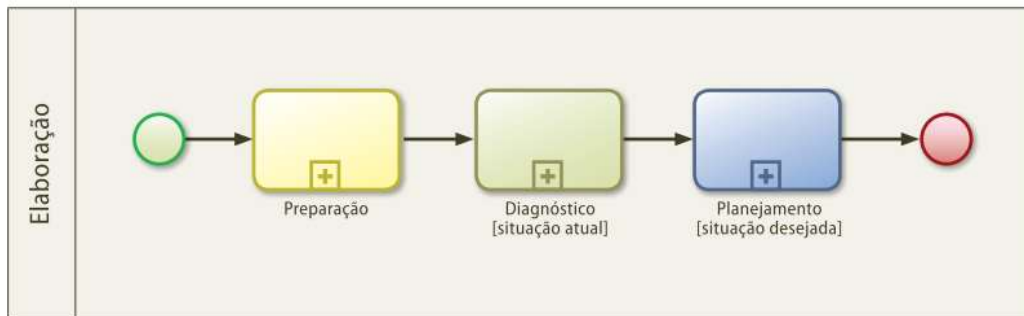 Elaboração
Preparação
Diagnóstico
[situação atual]
Planejamento
[situação desejada]